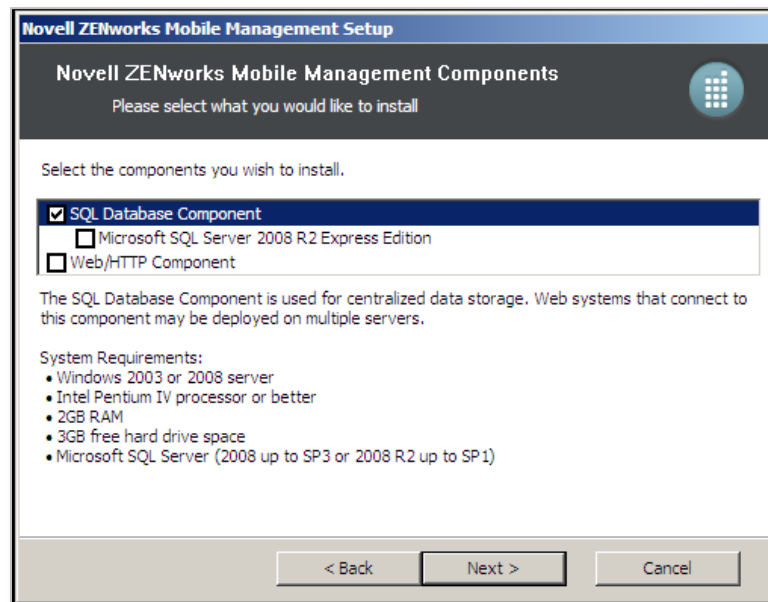 Novell ZENworks Mobile Management Setup
Novell ZENworks Mobile Management Components
Please select what you would like to install
Select the components you wish to install.
SQL Database Component
Microsoft SQL Server 2008 R2 Express Edition
Web/HTTP Component
The SQL Database Component is used for centralized data storage. Web systems that connect to
this component may be deployed on multiple servers.
System Requirements:
• Windows 2003 or 2008 server
• Intel Pentium IV processor or better
• 2GB RAM
• 3GB free hard drive space
• Microsoft SQL Server (2008 up to SP3 or 2008 R2 up to SP1)
< Back Next > Cancel